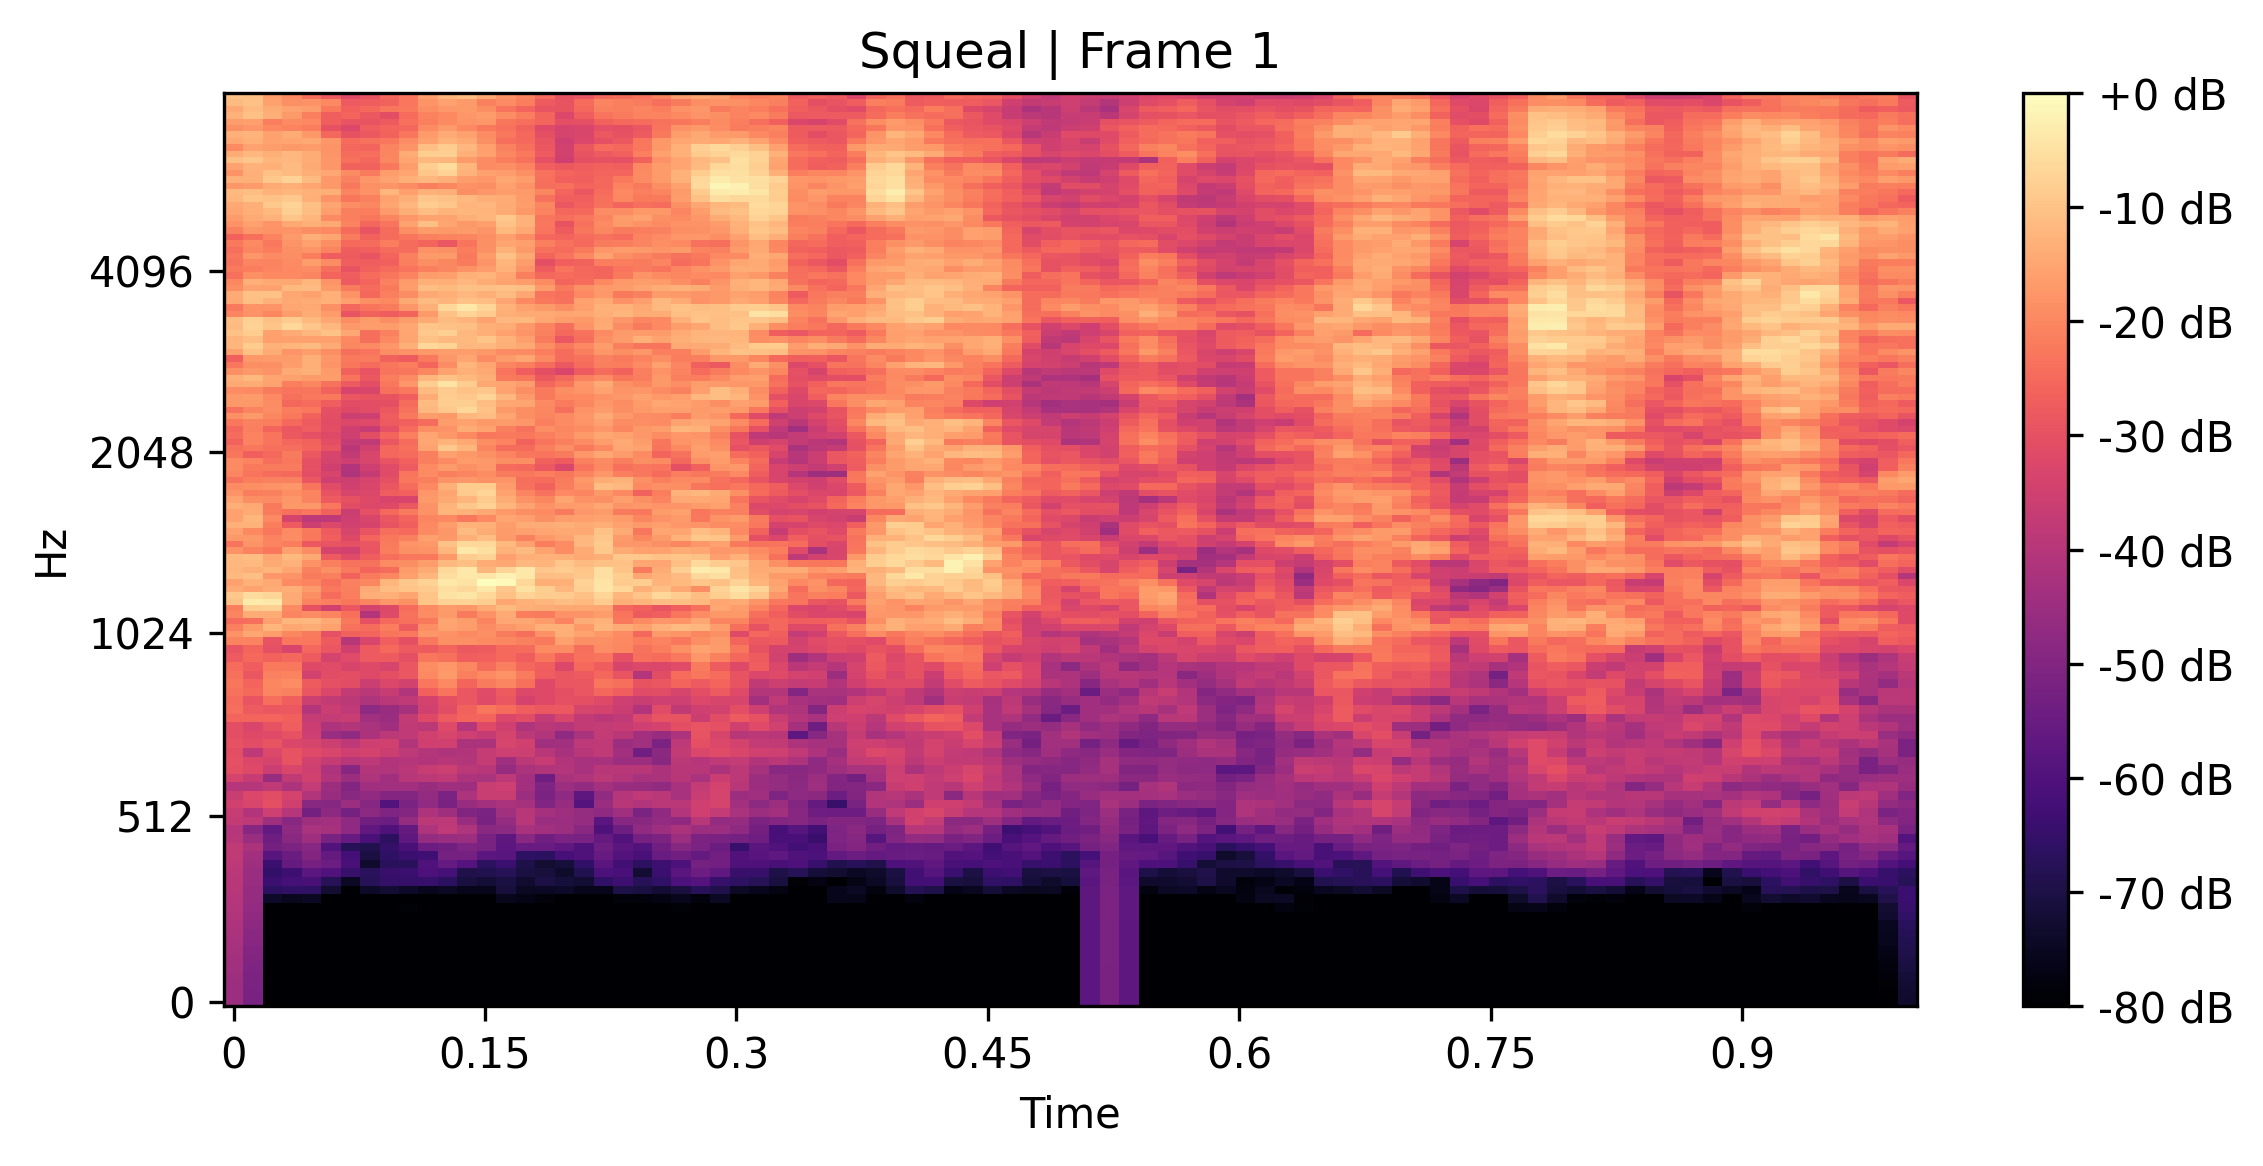 Squeal | Frame 1
Hz
4096
2048
1024
512
0
0 0.15 0.3 0.45 0.6 0.75 0.9
Time
+0 dB
-10 dB
-20 dB
-30 dB
-40 dB
-50 dB
-60 dB
-70 dB
-80 dB